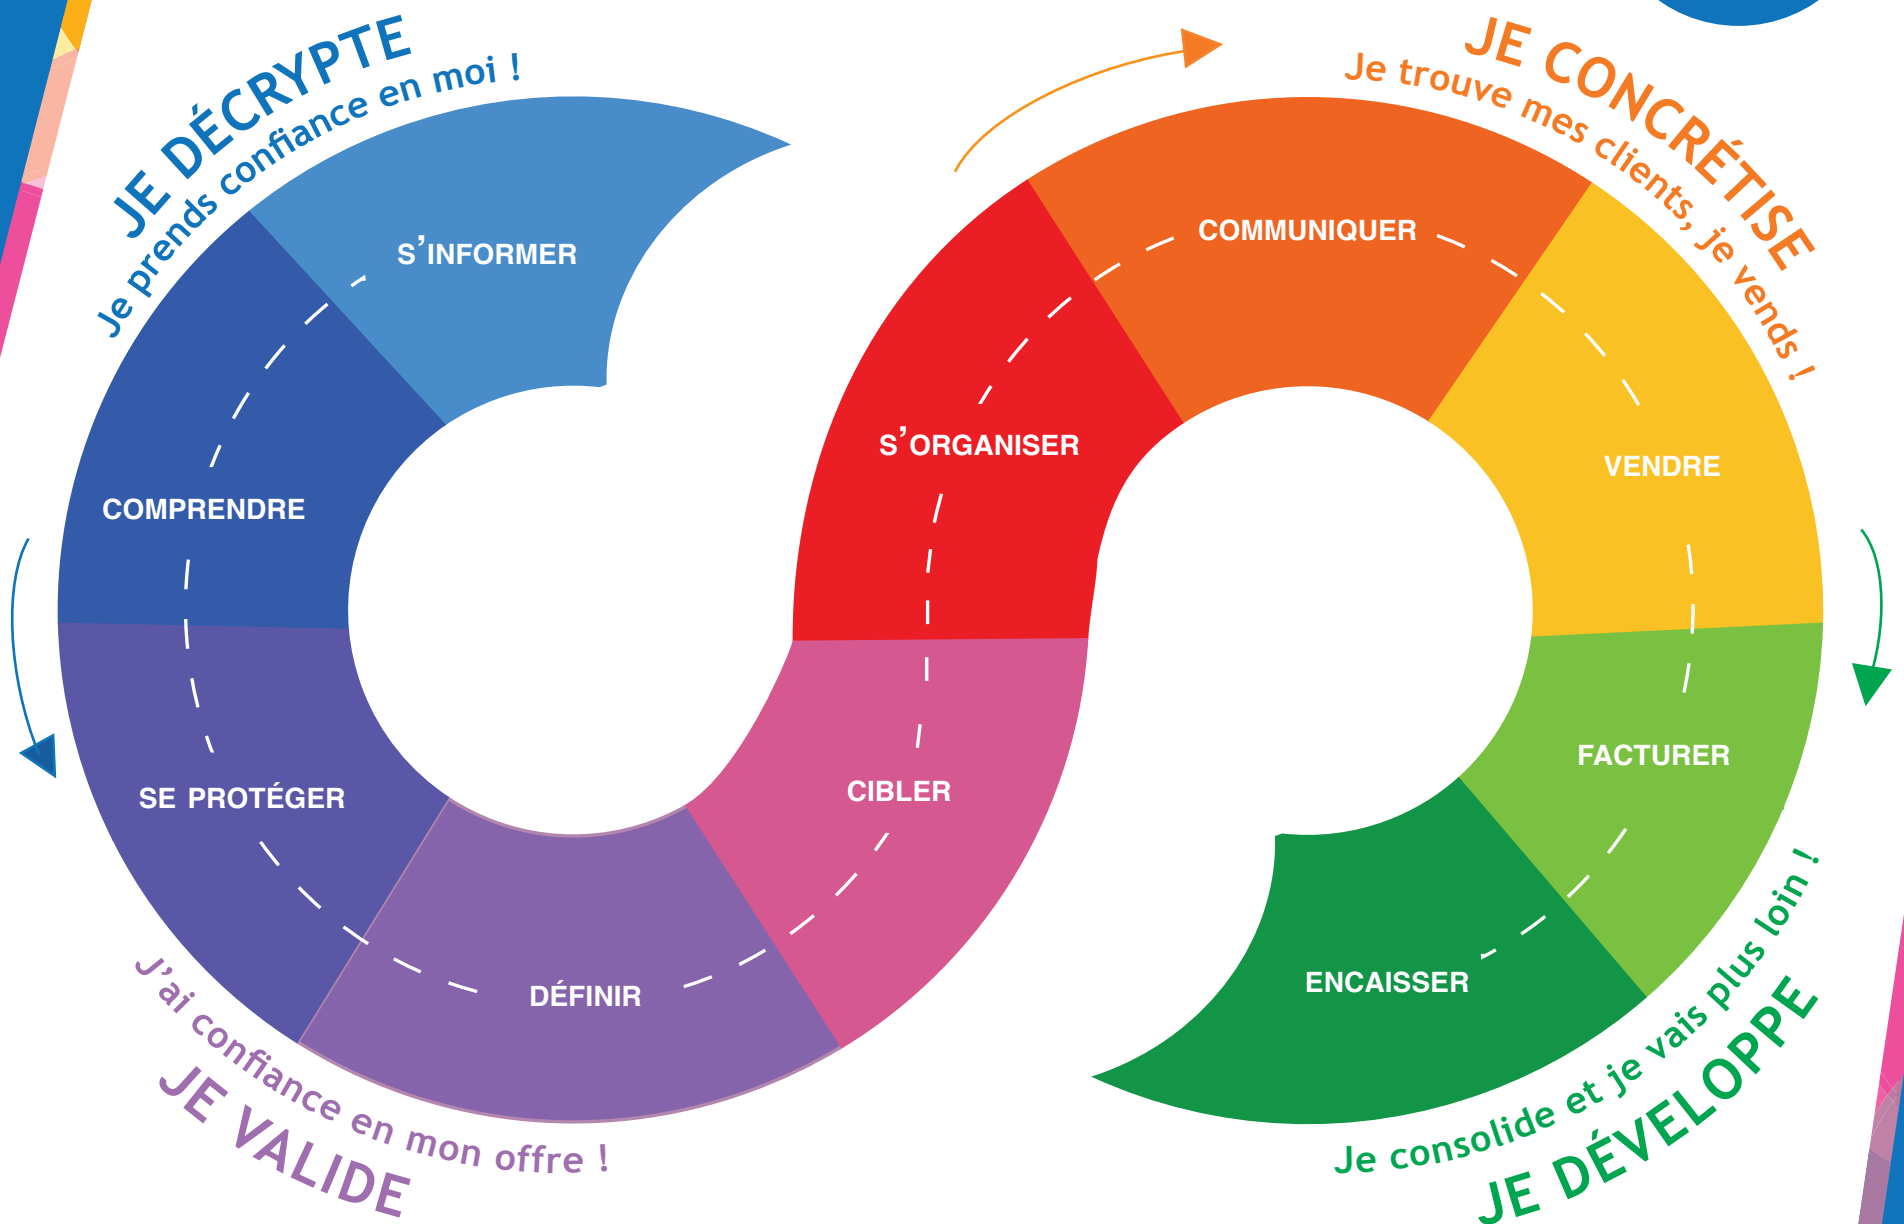 JE DÉCRYPTE
Je prends confiance en moi !
S'INFORMER
COMPRENDRE
SE PROTÉGER
DÉFINIR
J'ai confiance en mon offre !
JE VALIDE
CIBLER
S'ORGANISER
JE CONCRÉTISE
Je trouve mes clients, je vends !
COMMUNIQUER
VENDRE
FACTURER
ENCAISSER
Je consolide et je vais plus loin !
JE DÉVELOPPE